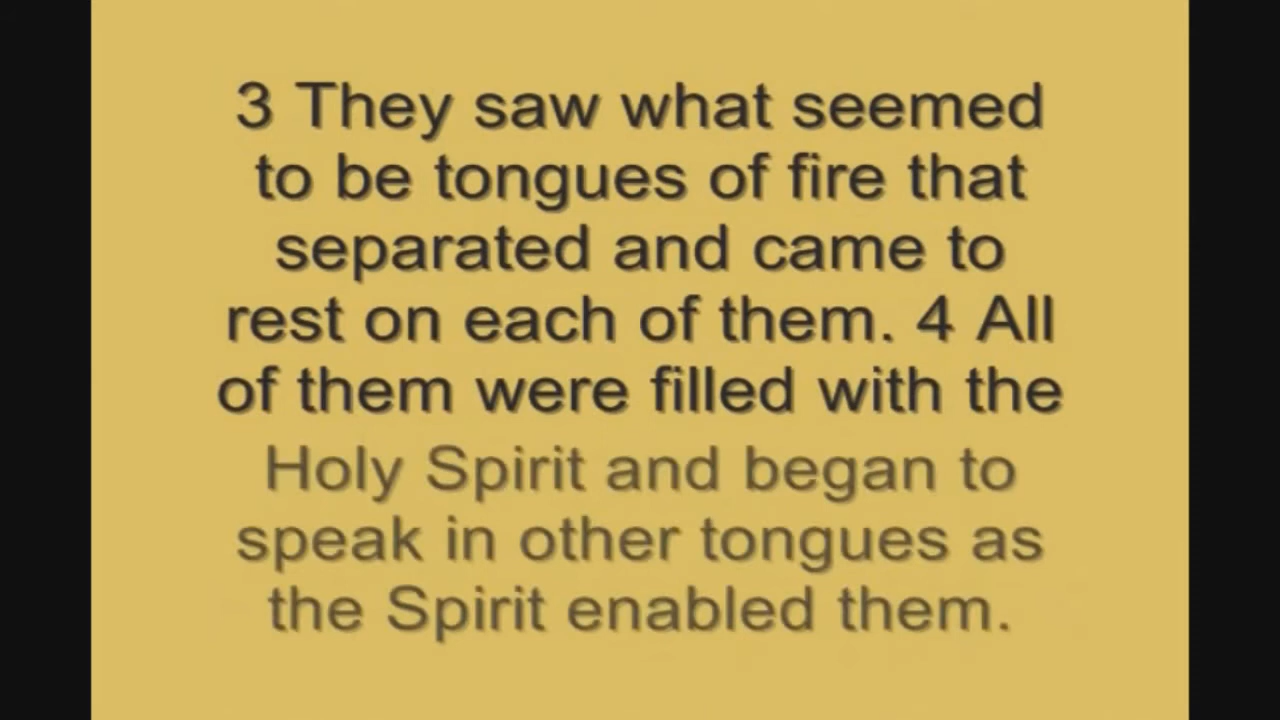 3 They saw what seemed
to be tongues of fire that
separated and came to
rest on each of them. 4 All
of them were filled with the
Holy Spirit and began to
speak in other tongues as
the Spirit enabled them.